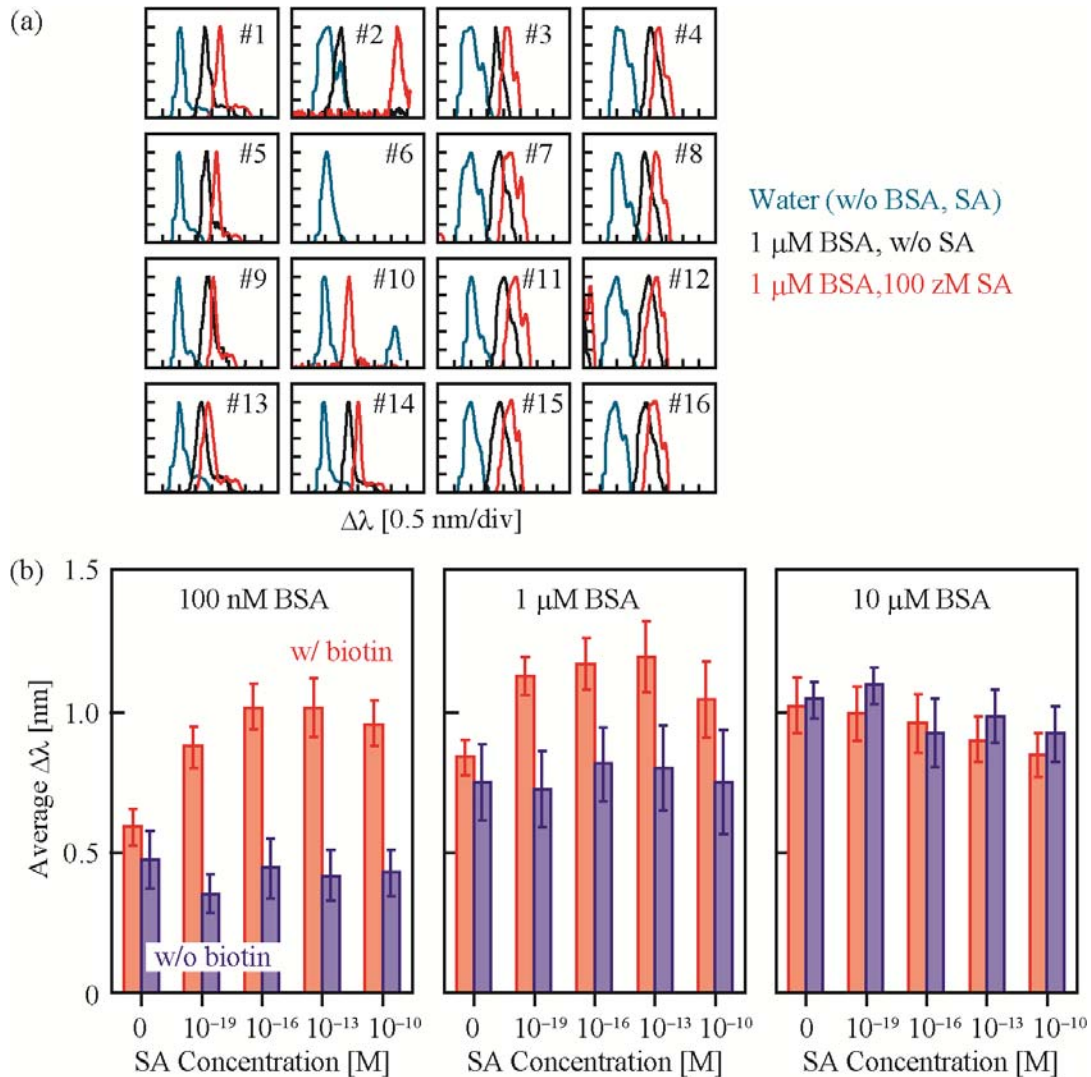 (a)
#1 #2 #3 #4
#5 #6 #7 #8
#9 #10 #11 #12
#13 #14 #15 #16
Water (w/o BSA, SA)
1 μM BSA, w/o SA
1 μM BSA,100 zM SA
Δλ [0.5 nm/div]
(b)
Average Δλ [nm]
1.5
1.0
0.5
0
100 nM BSA
w/ biotin
w/o biotin
0 10⁻¹⁹ 10⁻¹⁶ 10⁻¹³ 10⁻¹⁰
SA Concentration [M]
1 μM BSA
0 10⁻¹⁹ 10⁻¹⁶ 10⁻¹³ 10⁻¹⁰
SA Concentration [M]
10 μM BSA
0 10⁻¹⁹ 10⁻¹⁶ 10⁻¹³ 10⁻¹⁰
SA Concentration [M]